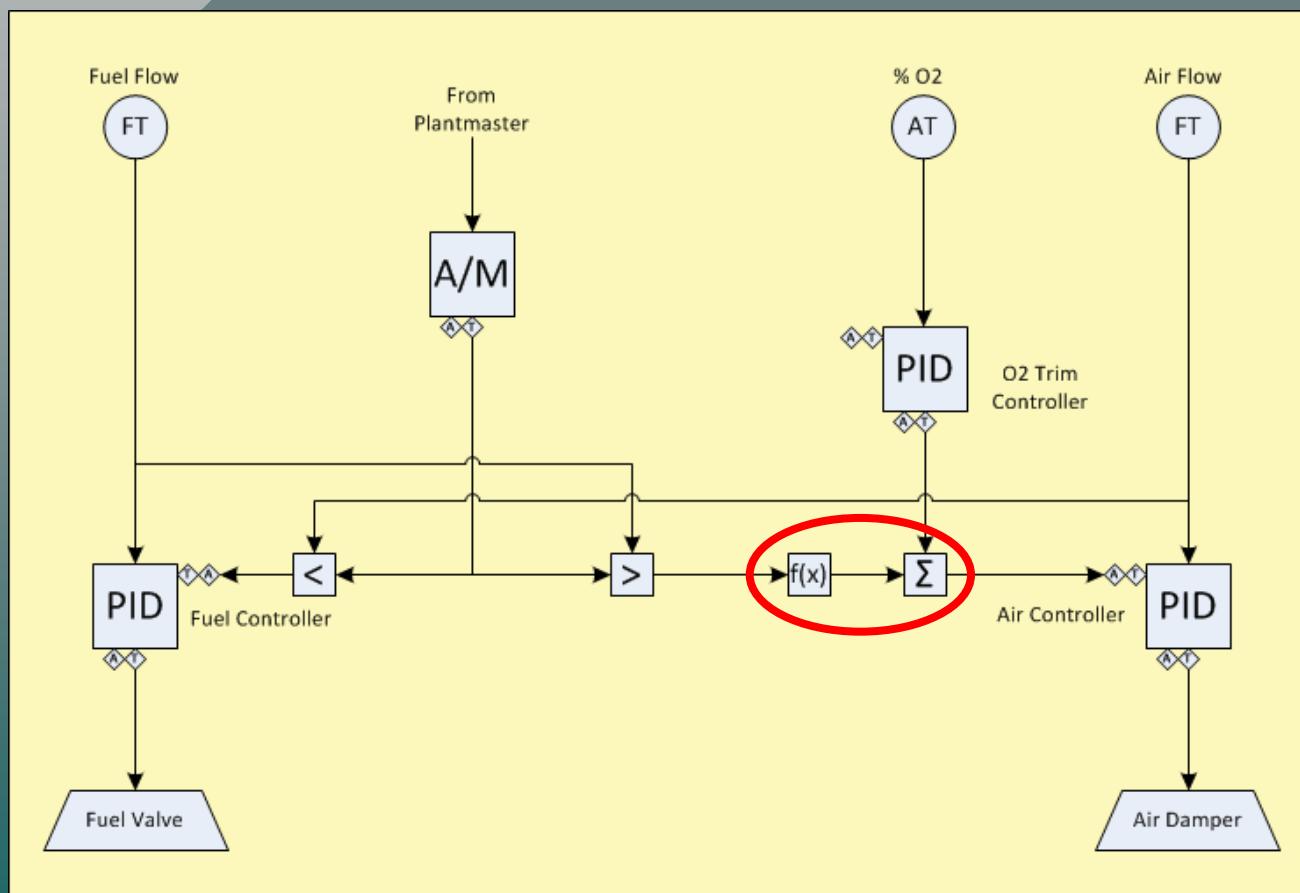 Fuel Flow
FT
From
Plantmaster
% O2
AT
Air Flow
FT
A/M
A T
A T
PID
O2 Trim
Controller
A T
PID
T A
<
>
f(x)
Σ
A T
PID
Fuel Controller
Air Controller
A T
A T
Fuel Valve
Air Damper